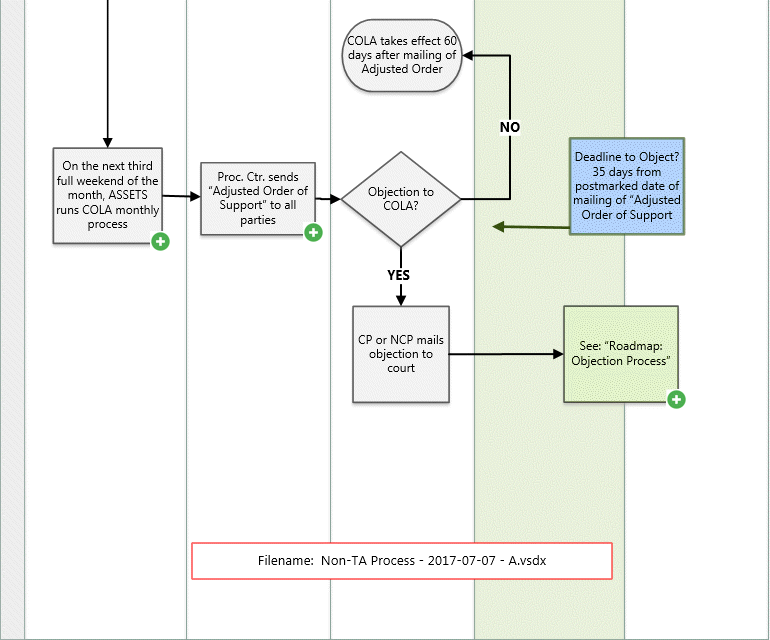 COLA takes effect 60
days after mailing of
Adjusted Order
NO
On the next third
full weekend of the
month, ASSETS
runs COLA monthly
process
Proc. Ctr. sends
“Adjusted Order of
Support” to all
parties
Objection to
COLA?
Deadline to Object?
35 days from
postmarked date of
mailing of “Adjusted
Order of Support
YES
CP or NCP mails
objection to
court
See: “Roadmap:
Objection Process”
Filename:  Non-TA Process - 2017-07-07 - A.vsdx